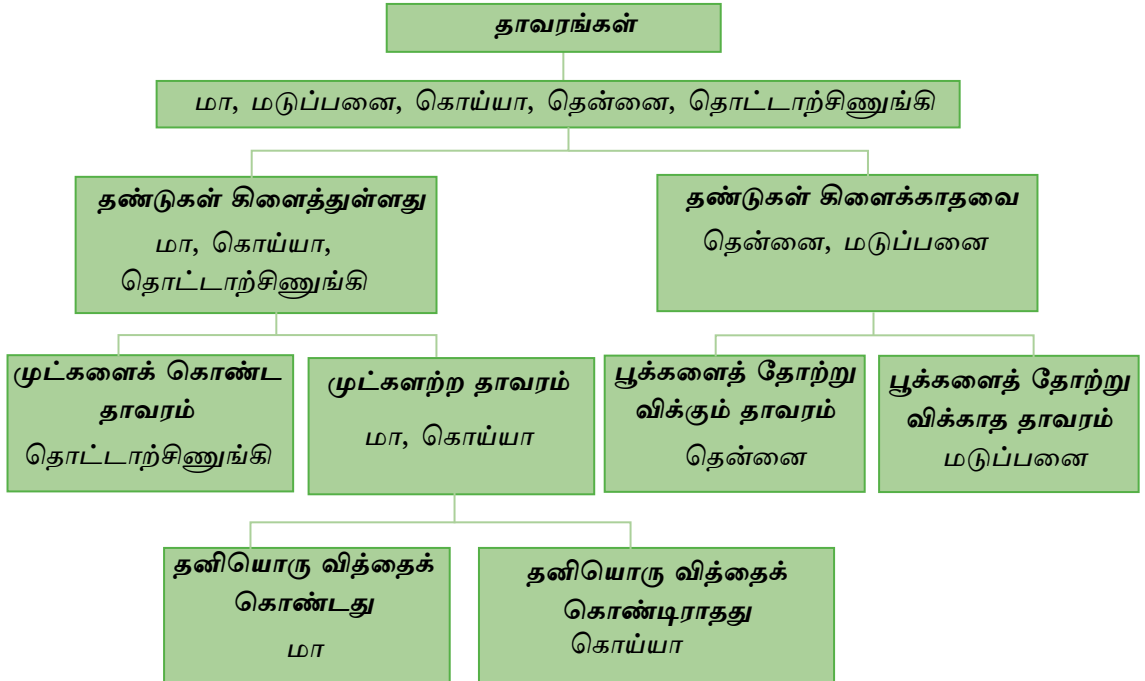 தாவரங்கள்
மா, மடுப்பனை, கொய்யா, தென்னை, தொட்டாற்சிணுங்கி
தண்டுகள் கிளைத்துள்ளது
மா, கொய்யா,
தொட்டாற்சிணுங்கி
தண்டுகள் கிளைக்காதவை
தென்னை, மடுப்பனை
முட்களைக் கொண்ட
தாவரம்
தொட்டாற்சிணுங்கி
முட்களற்ற தாவரம்
மா, கொய்யா
பூக்களைத் தோற்று
விக்கும் தாவரம்
தென்னை
பூக்களைத் தோற்று
விக்காத தாவரம்
மடுப்பனை
தனியொரு வித்தைக்
கொண்டது
மா
தனியொரு வித்தைக்
கொண்டிராதது
கொய்யா